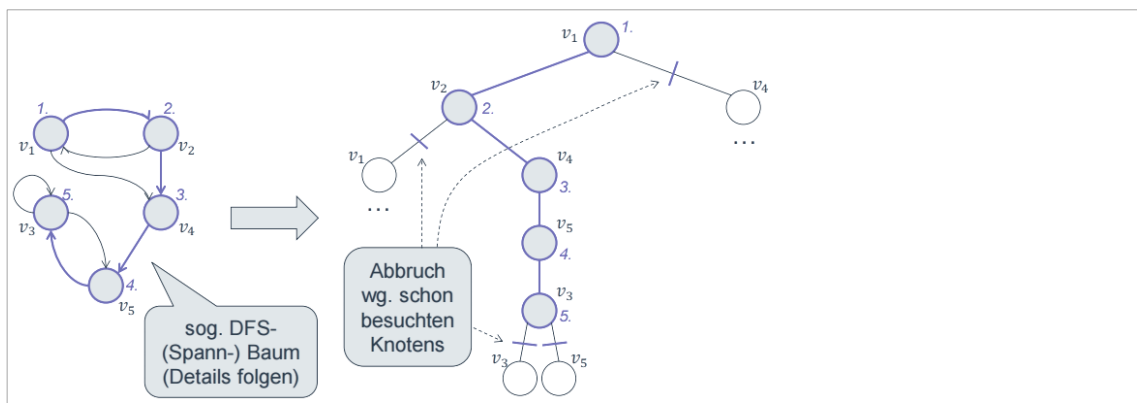 1.
2.
v₁
v₂
5.
3.
v₃
v₄
4.
v₅
sog. DFS-
(Spann-) Baum
(Details folgen)
v₁
1.
v₂
2.
v₄
...
v₁
...
v₄
3.
v₅
4.
v₃
5.
v₃
v₅
Abbruch
wg. schon
besuchten
Knotens